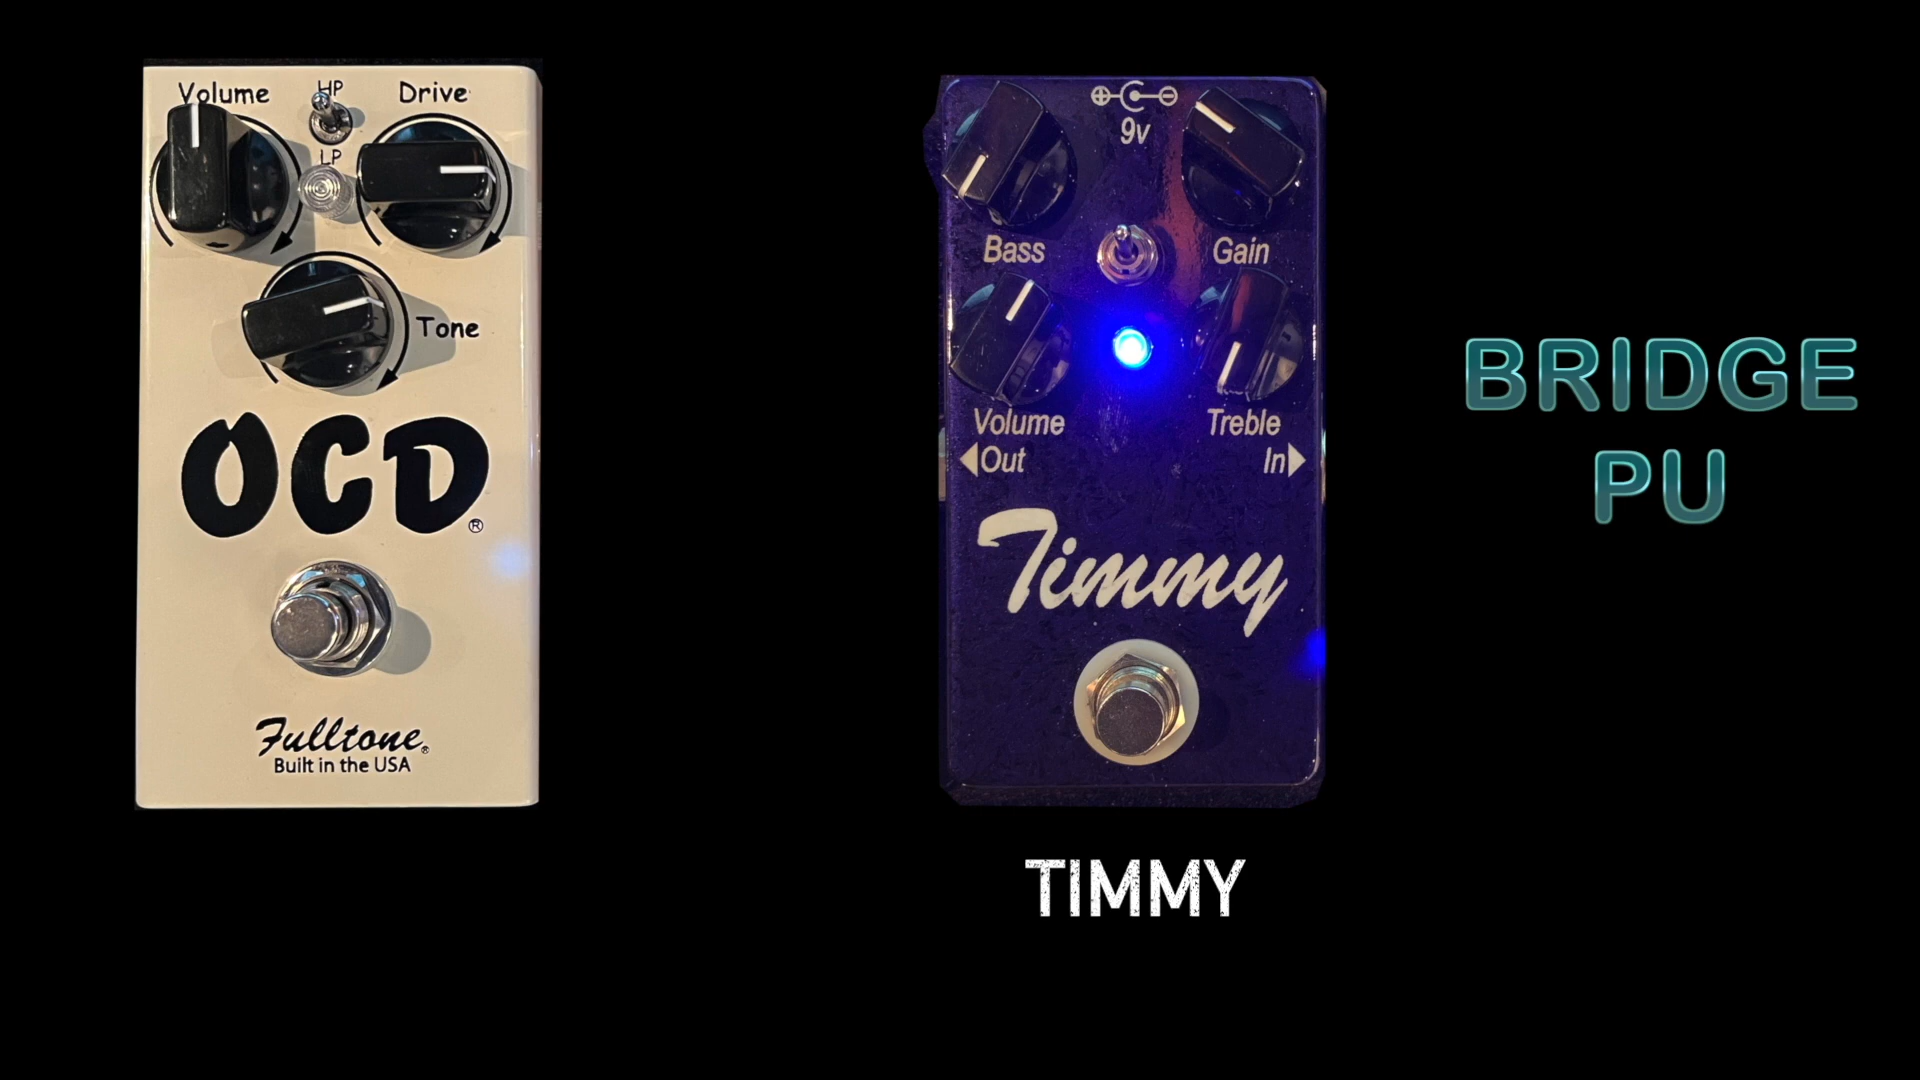 Volume
HP
Drive
LP
Tone
OCD®
Fulltone®
Built in the USA
9v
Bass
Gain
Volume
Treble
Out
In
Timmy
TIMMY
BRIDGE
PU